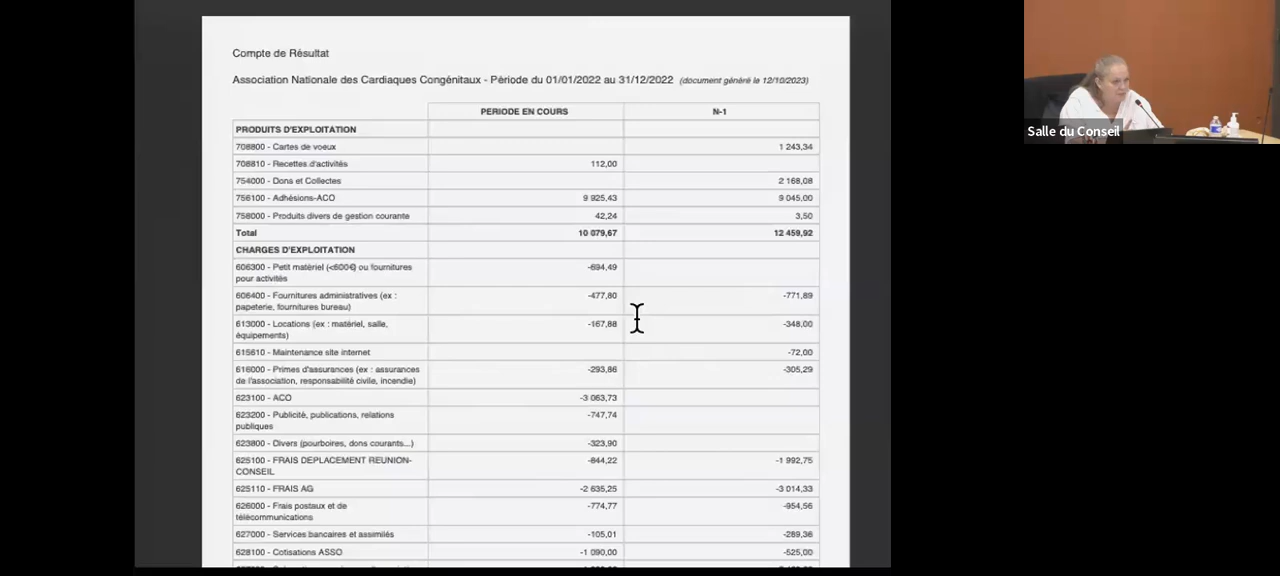 Compte de Résultat
Association Nationale des Cardiaques Congénitaux - Période du 01/01/2022 au 31/12/2022 (document généré le 12/10/2023)
PERIODE EN COURS N-1
PRODUITS D'EXPLOITATION
708800 - Cartes de voeux 1 243,34
708810 - Recettes d'activités 112,00
754000 - Dons et Collectes 2 168,08
756100 - Adhésions-ACO 9 925,43 9 045,00
758000 - Produits divers de gestion courante 42,24 3,50
Total 10 079,67 12 459,92
CHARGES D'EXPLOITATION
606300 - Petit matériel (<600€) ou fournitures
pour activités -694,49
606400 - Fournitures administratives (ex :
papeterie, fournitures bureau) -477,80 -771,89
613000 - Locations (ex : matériel, salle,
équipements) -167,88 -348,00
615610 - Maintenance site internet -72,00
616000 - Primes d'assurances (ex : assurances
de l'association, responsabilité civile, incendie) -293,86 -305,29
623100 - ACO -3 063,73
623200 - Publicité, publications, relations
publiques -747,74
623800 - Divers (pourboires, dons courants...) -323,90
625100 - FRAIS DEPLACEMENT REUNION-
CONSEIL -844,22 -1 992,75
625110 - FRAIS AG -2 635,25 -3 014,33
626000 - Frais postaux et de
télécommunications -774,77 -954,56
627000 - Services bancaires et assimilés -105,01 -289,36
628100 - Cotisations ASSO -1 090,00 -525,00
Salle du Conseil